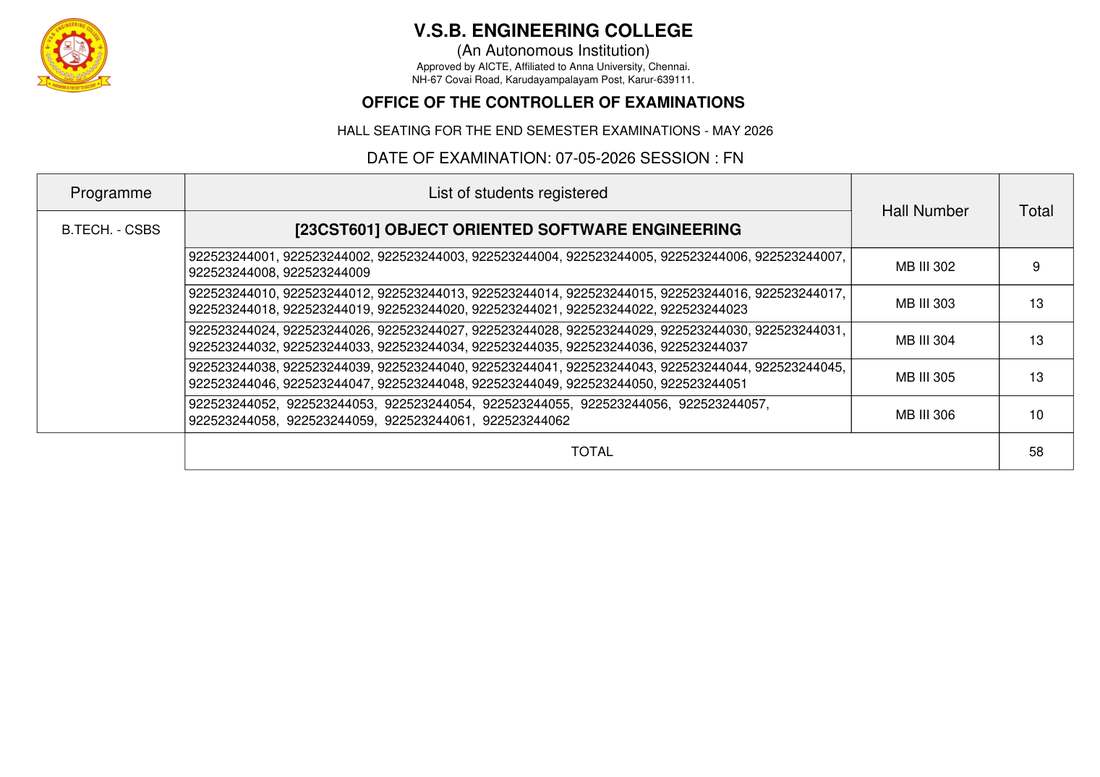 V.S.B. ENGINEERING COLLEGE
(An Autonomous Institution)
Approved by AICTE, Affiliated to Anna University, Chennai.
NH-67 Covai Road, Karudayampalayam Post, Karur-639111.
OFFICE OF THE CONTROLLER OF EXAMINATIONS
HALL SEATING FOR THE END SEMESTER EXAMINATIONS - MAY 2026
DATE OF EXAMINATION: 07-05-2026 SESSION : FN
Programme
List of students registered
Hall Number
Total
B.TECH. - CSBS
[23CST601] OBJECT ORIENTED SOFTWARE ENGINEERING
922523244001, 922523244002, 922523244003, 922523244004, 922523244005, 922523244006, 922523244007,
922523244008, 922523244009
MB III 302
9
922523244010, 922523244012, 922523244013, 922523244014, 922523244015, 922523244016, 922523244017,
922523244018, 922523244019, 922523244020, 922523244021, 922523244022, 922523244023
MB III 303
13
922523244024, 922523244026, 922523244027, 922523244028, 922523244029, 922523244030, 922523244031,
922523244032, 922523244033, 922523244034, 922523244035, 922523244036, 922523244037
MB III 304
13
922523244038, 922523244039, 922523244040, 922523244041, 922523244043, 922523244044, 922523244045,
922523244046, 922523244047, 922523244048, 922523244049, 922523244050, 922523244051
MB III 305
13
922523244052, 922523244053, 922523244054, 922523244055, 922523244056, 922523244057,
922523244058, 922523244059, 922523244061, 922523244062
MB III 306
10
TOTAL
58